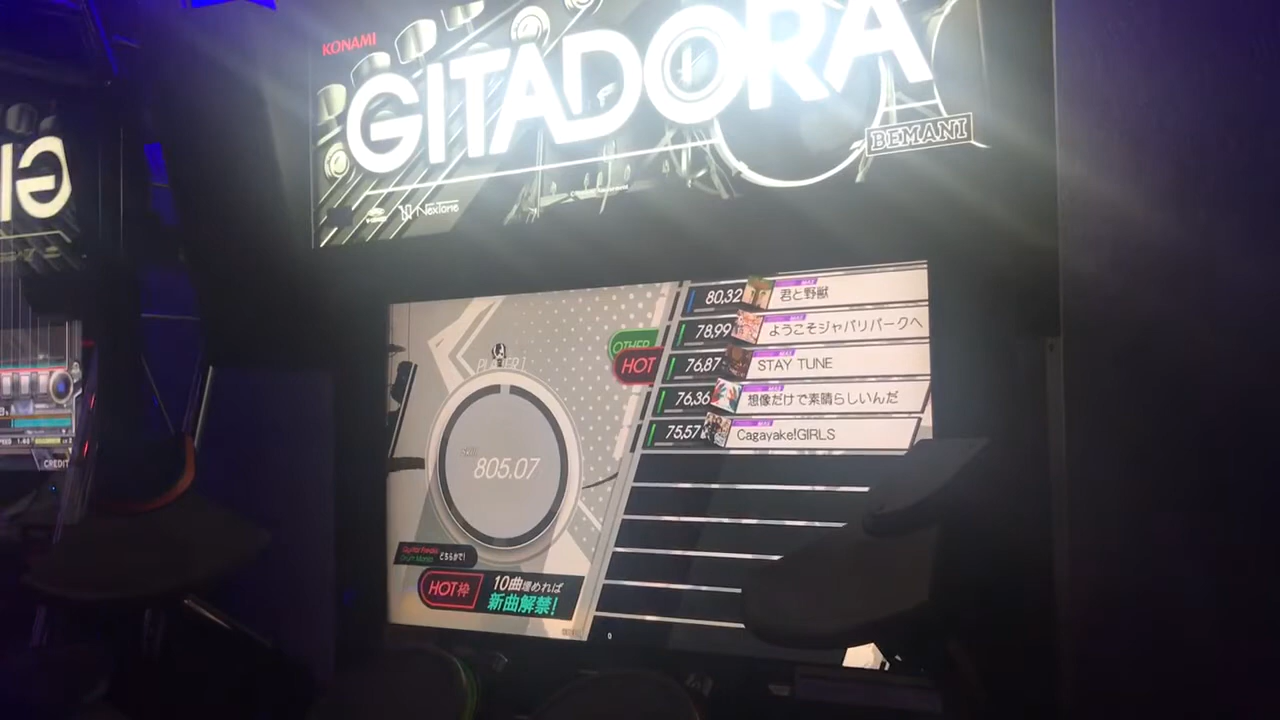 KONAMI
GITADORA
BEMANI
NexTone
PLAYER 1
SKILL
805.07
OTHER
HOT
80.32 君と野獣
78.99 ようこそジャパリパークへ
76.87 STAY TUNE
76.36 想像だけで素晴らしいんだ
75.57 Cagayake!GIRLS
どちらかで!
HOT枠
10曲埋めれば
新曲解禁!
CREDIT